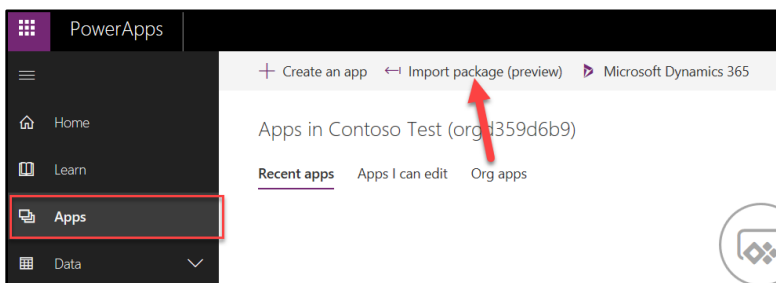 PowerApps
+ Create an app
Import package (preview)
Microsoft Dynamics 365
Home
Learn
Apps
Data
Apps in Contoso Test (orgd359d6b9)
Recent apps
Apps I can edit
Org apps